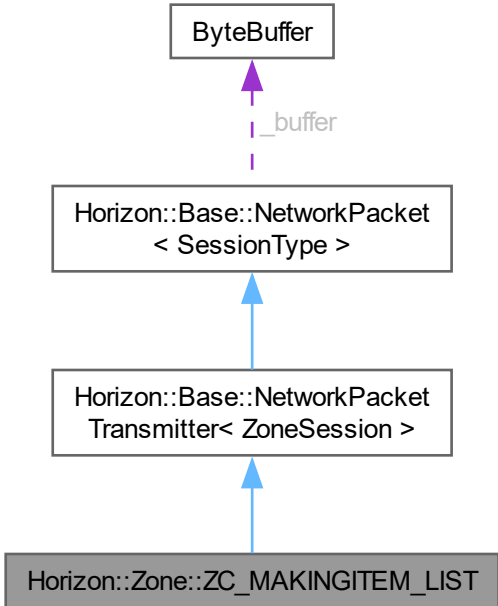 ByteBuffer
_buffer
Horizon::Base::NetworkPacket
< SessionType >
Horizon::Base::NetworkPacket
Transmitter< ZoneSession >
Horizon::Zone::ZC_MAKINGITEM_LIST